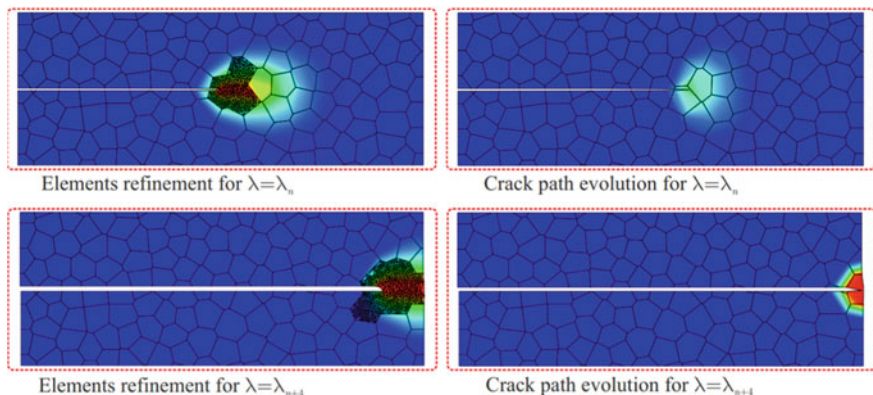 Elements refinement for λ=λₙ
Crack path evolution for λ=λₙ
Elements refinement for λ=λₙ₊₄
Crack path evolution for λ=λₙ₊₄